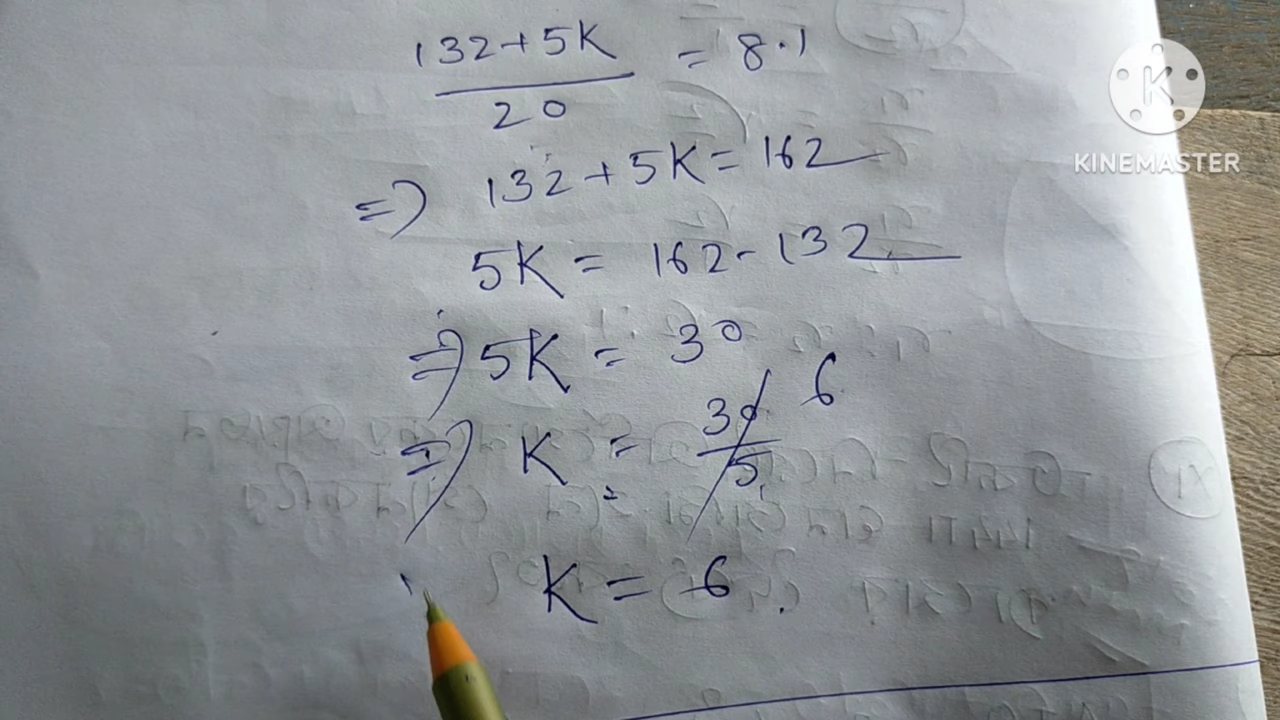 132+5K / 20 = 8.1
=> 132 + 5K = 162
5K = 162 - 132
=> 5K = 30
=> K = 30/5 6
K = 6.
K
KINEMASTER